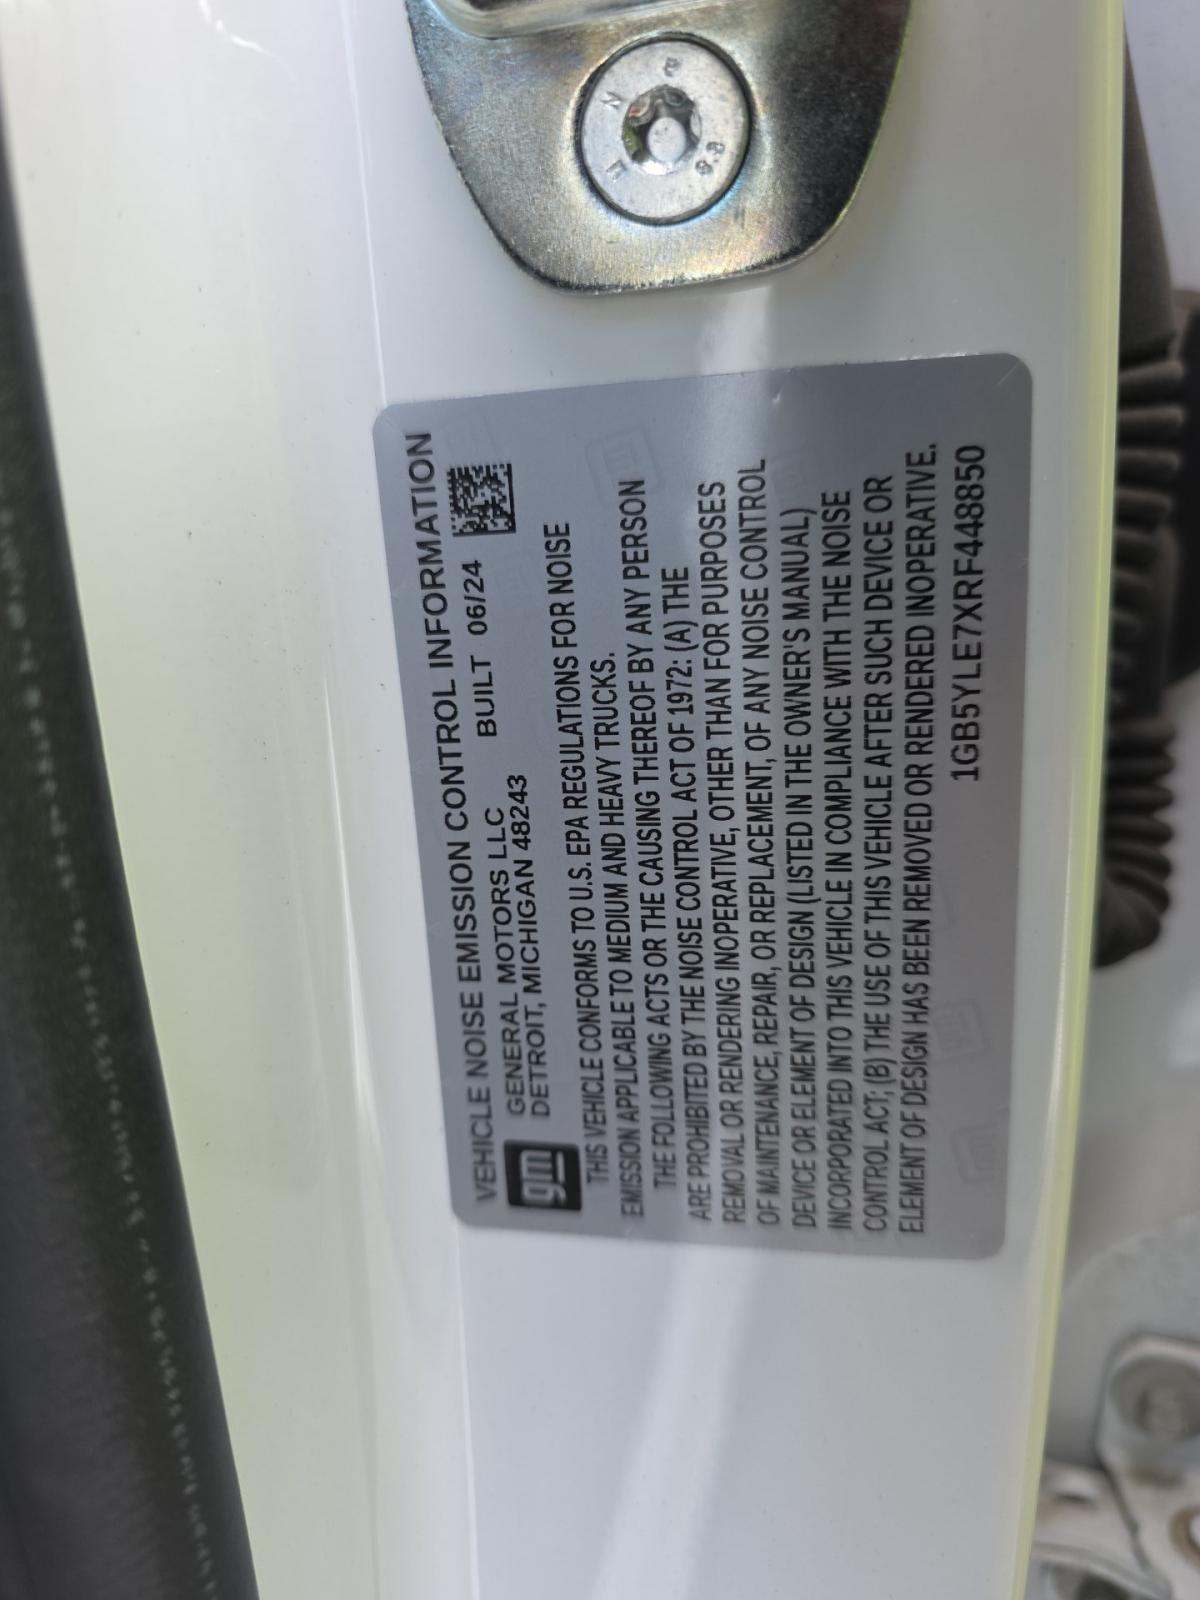 VEHICLE NOISE EMISSION CONTROL INFORMATION
gm
GENERAL MOTORS LLC BUILT 06/24
DETROIT, MICHIGAN 48243
THIS VEHICLE CONFORMS TO U.S. EPA REGULATIONS FOR NOISE
EMISSION APPLICABLE TO MEDIUM AND HEAVY TRUCKS.
THE FOLLOWING ACTS OR THE CAUSING THEREOF BY ANY PERSON
ARE PROHIBITED BY THE NOISE CONTROL ACT OF 1972: (A) THE
REMOVAL OR RENDERING INOPERATIVE, OTHER THAN FOR PURPOSES
OF MAINTENANCE, REPAIR, OR REPLACEMENT, OF ANY NOISE CONTROL
DEVICE OR ELEMENT OF DESIGN (LISTED IN THE OWNER'S MANUAL)
INCORPORATED INTO THIS VEHICLE IN COMPLIANCE WITH THE NOISE
CONTROL ACT; (B) THE USE OF THIS VEHICLE AFTER SUCH DEVICE OR
ELEMENT OF DESIGN HAS BEEN REMOVED OR RENDERED INOPERATIVE.
1GB5YLE7XRF448850